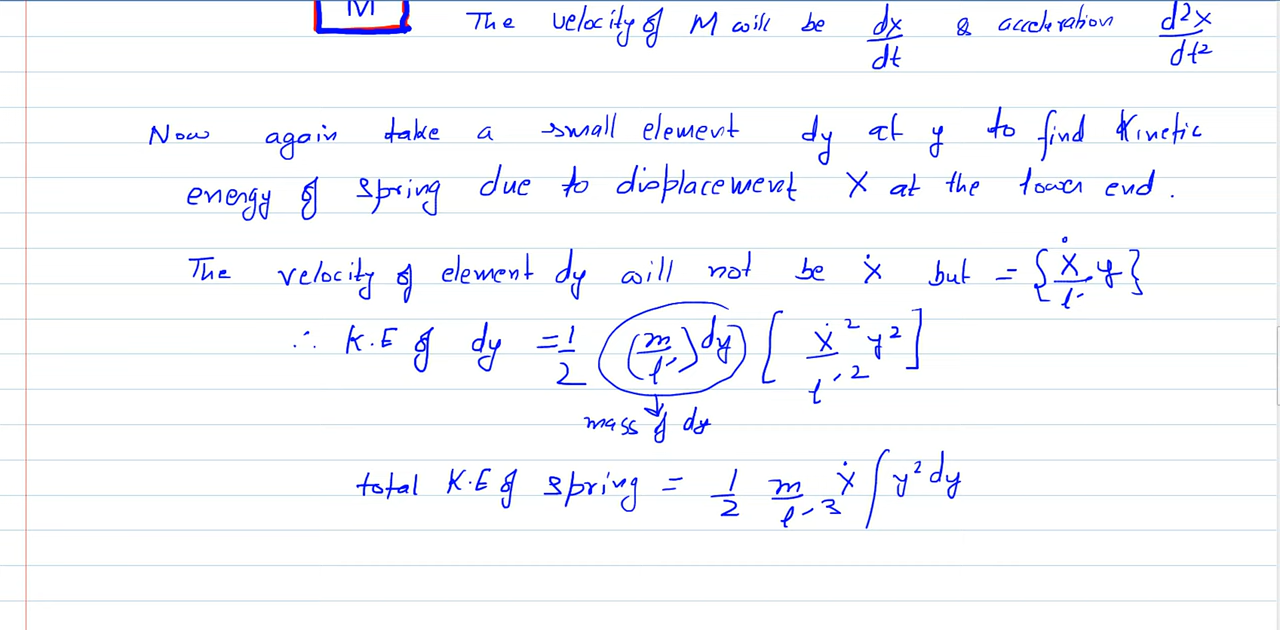 M The velocity of M will be dx/dt & acceleration d²x/dt²
Now again take a small element dy at y to find Kinetic
energy of spring due to displacement X at the lower end.
The velocity of element dy will not be ẋ but = {ẋ/l' y}
∴ K.E of dy = 1/2 (m/l') dy [ẋ² y² / l'²]
mass of dy
total K.E of spring = 1/2 m/l'³ ẋ ∫ y² dy